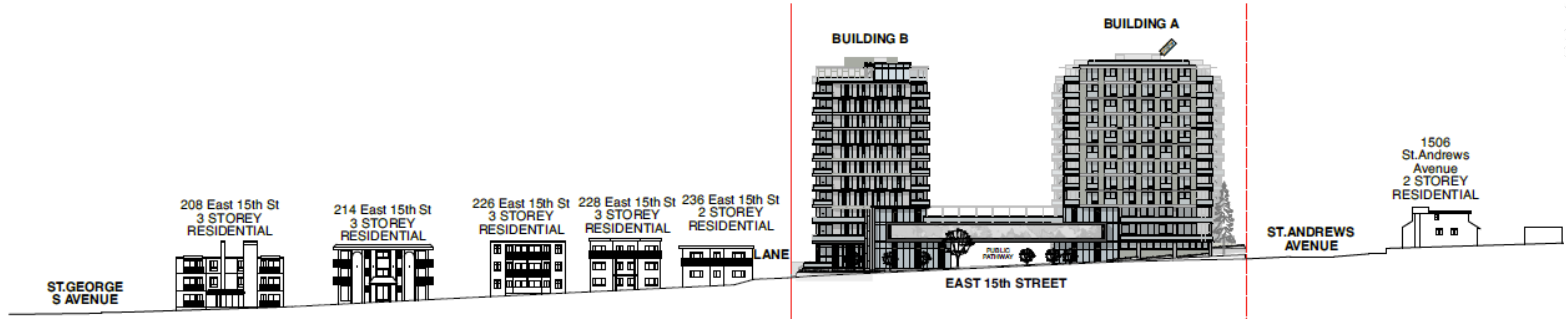 BUILDING B
BUILDING A
208 East 15th St
3 STOREY
RESIDENTIAL
214 East 15th St
3 STOREY
RESIDENTIAL
226 East 15th St
3 STOREY
RESIDENTIAL
228 East 15th St
3 STOREY
RESIDENTIAL
236 East 15th St
2 STOREY
RESIDENTIAL
1506
St.Andrews
Avenue
2 STOREY
RESIDENTIAL
LANE
PUBLIC
PATHWAY
ST.ANDREWS
AVENUE
ST.GEORGE
S AVENUE
EAST 15th STREET